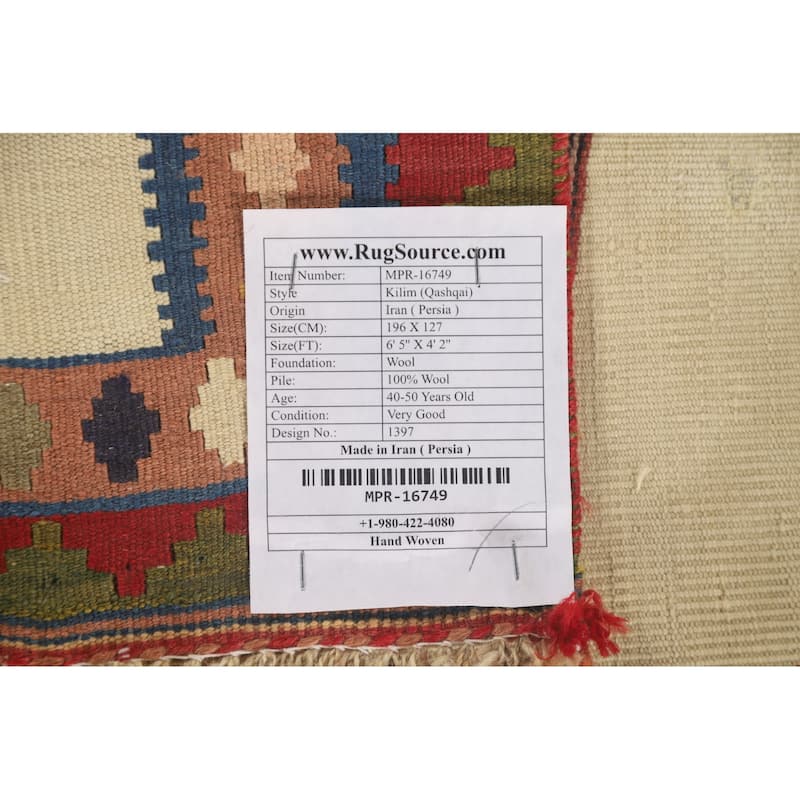 www.RugSource.com
Item Number: MPR-16749
Style Kilim (Qashqai)
Origin Iran ( Persia )
Size(CM): 196 X 127
Size(FT): 6' 5" X 4' 2"
Foundation: Wool
Pile: 100% Wool
Age: 40-50 Years Old
Condition: Very Good
Design No.: 1397
Made in Iran ( Persia )
MPR-16749
+1-980-422-4080
Hand Woven